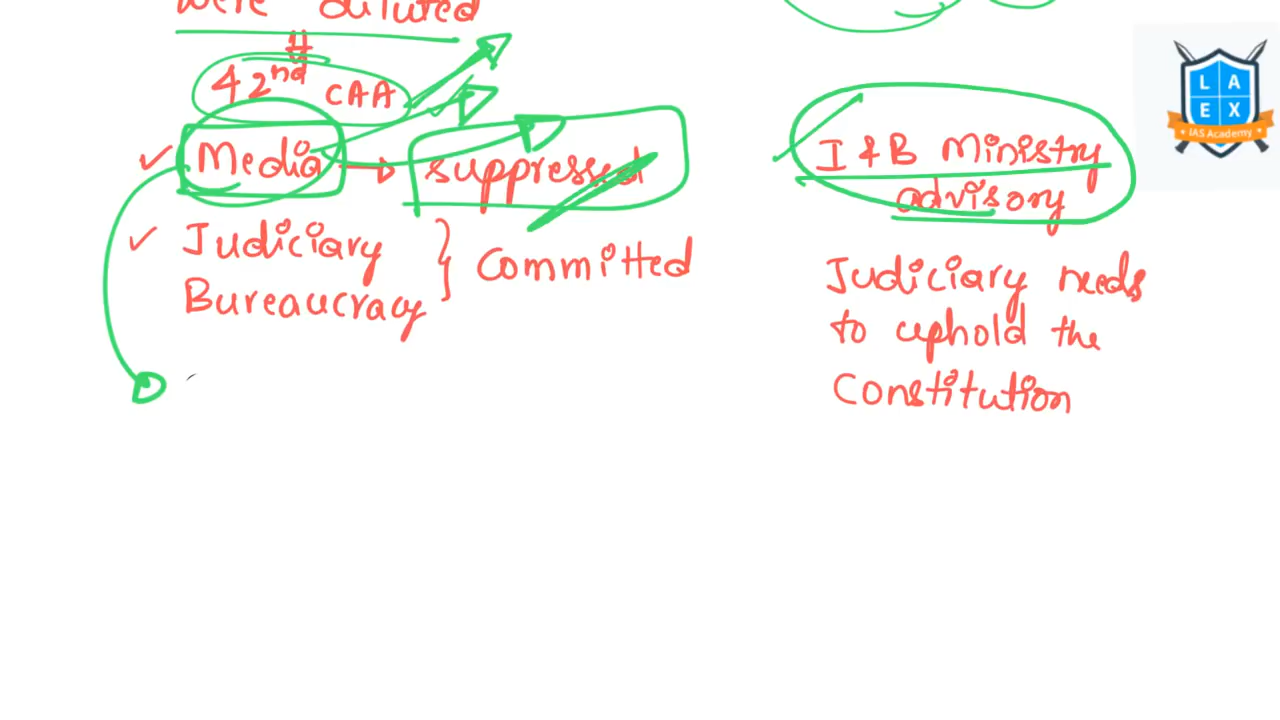 were diluted
42nd CAA
Media → suppressed
✓ Judiciary
Bureaucracy } Committed
I & B Ministry
advisory
Judiciary needs
to uphold the
Constitution
LAEX
IAS Academy